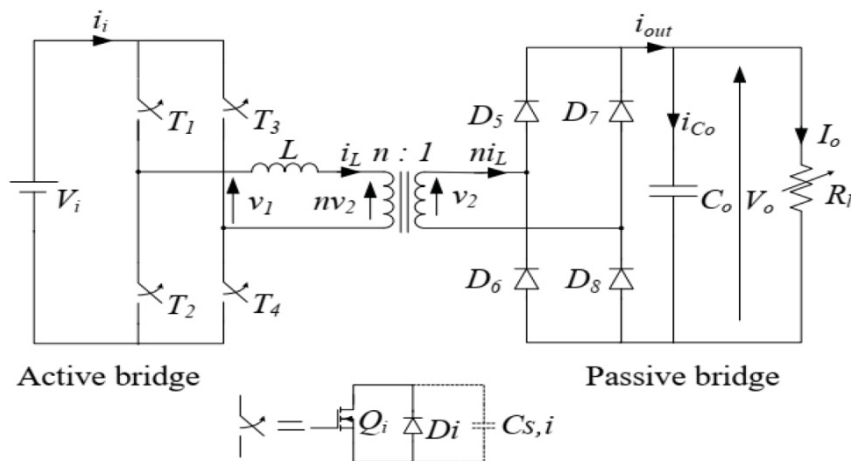 i_i
i_out
T_1
T_3
D_5
D_7
i_Co
I_o
L
i_L
n : 1
ni_L
V_i
v_1
nv_2
v_2
C_o
V_o
R_l
T_2
T_4
D_6
D_8
Active bridge
Passive bridge
=
Q_i
Di
Cs,i